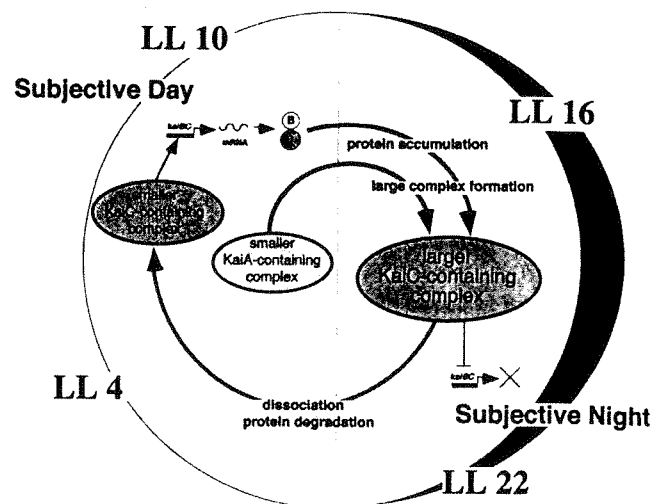 LL 10
Subjective Day
LL 16
kaiBC
mRNA
B
protein accumulation
large complex formation
smaller
KaiC-containing
complex
smaller
KaiA-containing
complex
larger
KaiC-containing
complex
LL 4
dissociation
protein degradation
kaiBC
Subjective Night
LL 22